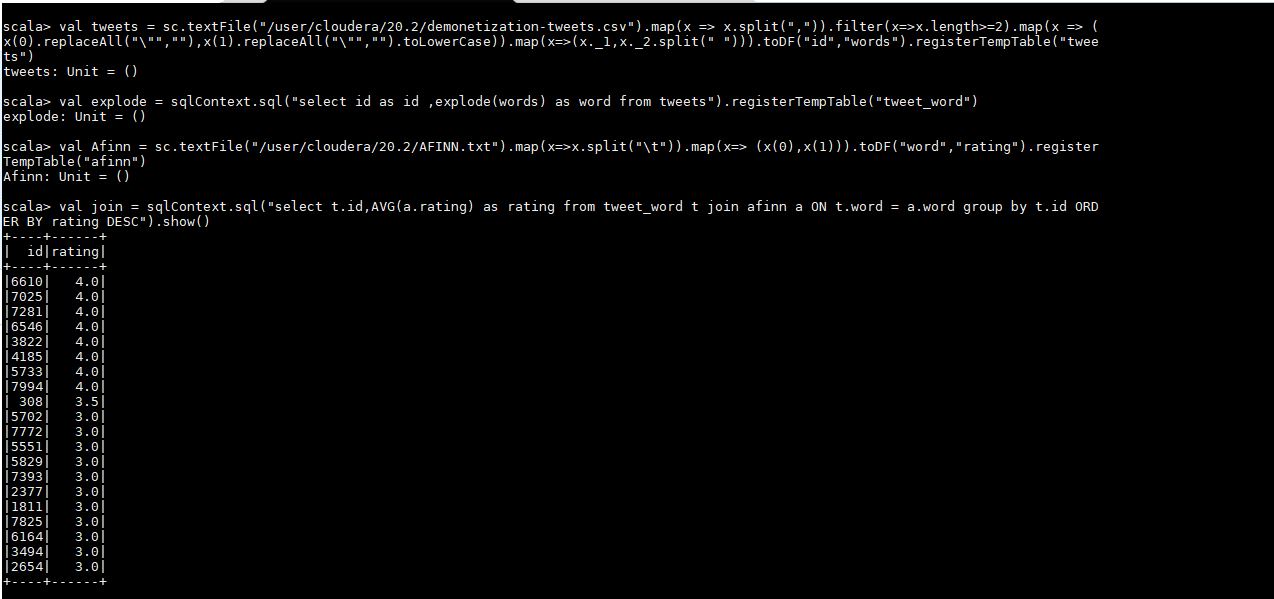 scala> val tweets = sc.textFile("/user/cloudera/20.2/demonetization-tweets.csv").map(x => x.split(",")).filter(x=>x.length>=2).map(x => (
x(0).replaceAll("\"",""),x(1).replaceAll("\"","").toLowerCase)).map(x=>(x._1,x._2.split(" "))).toDF("id","words").registerTempTable("twee
ts")
tweets: Unit = ()
scala> val explode = sqlContext.sql("select id as id ,explode(words) as word from tweets").registerTempTable("tweet_word")
explode: Unit = ()
scala> val Afinn = sc.textFile("/user/cloudera/20.2/AFINN.txt").map(x=>x.split("\t")).map(x=> (x(0),x(1))).toDF("word","rating").register
TempTable("afinn")
Afinn: Unit = ()
scala> val join = sqlContext.sql("select t.id,AVG(a.rating) as rating from tweet_word t join afinn a ON t.word = a.word group by t.id ORD
ER BY rating DESC").show()
+----+------+
|  id|rating|
+----+------+
|6610|   4.0|
|7025|   4.0|
|7281|   4.0|
|6546|   4.0|
|3822|   4.0|
|4185|   4.0|
|5733|   4.0|
|7994|   4.0|
| 308|   3.5|
|5702|   3.0|
|7772|   3.0|
|5551|   3.0|
|5829|   3.0|
|7393|   3.0|
|2377|   3.0|
|1811|   3.0|
|7825|   3.0|
|6164|   3.0|
|3494|   3.0|
|2654|   3.0|
+----+------+